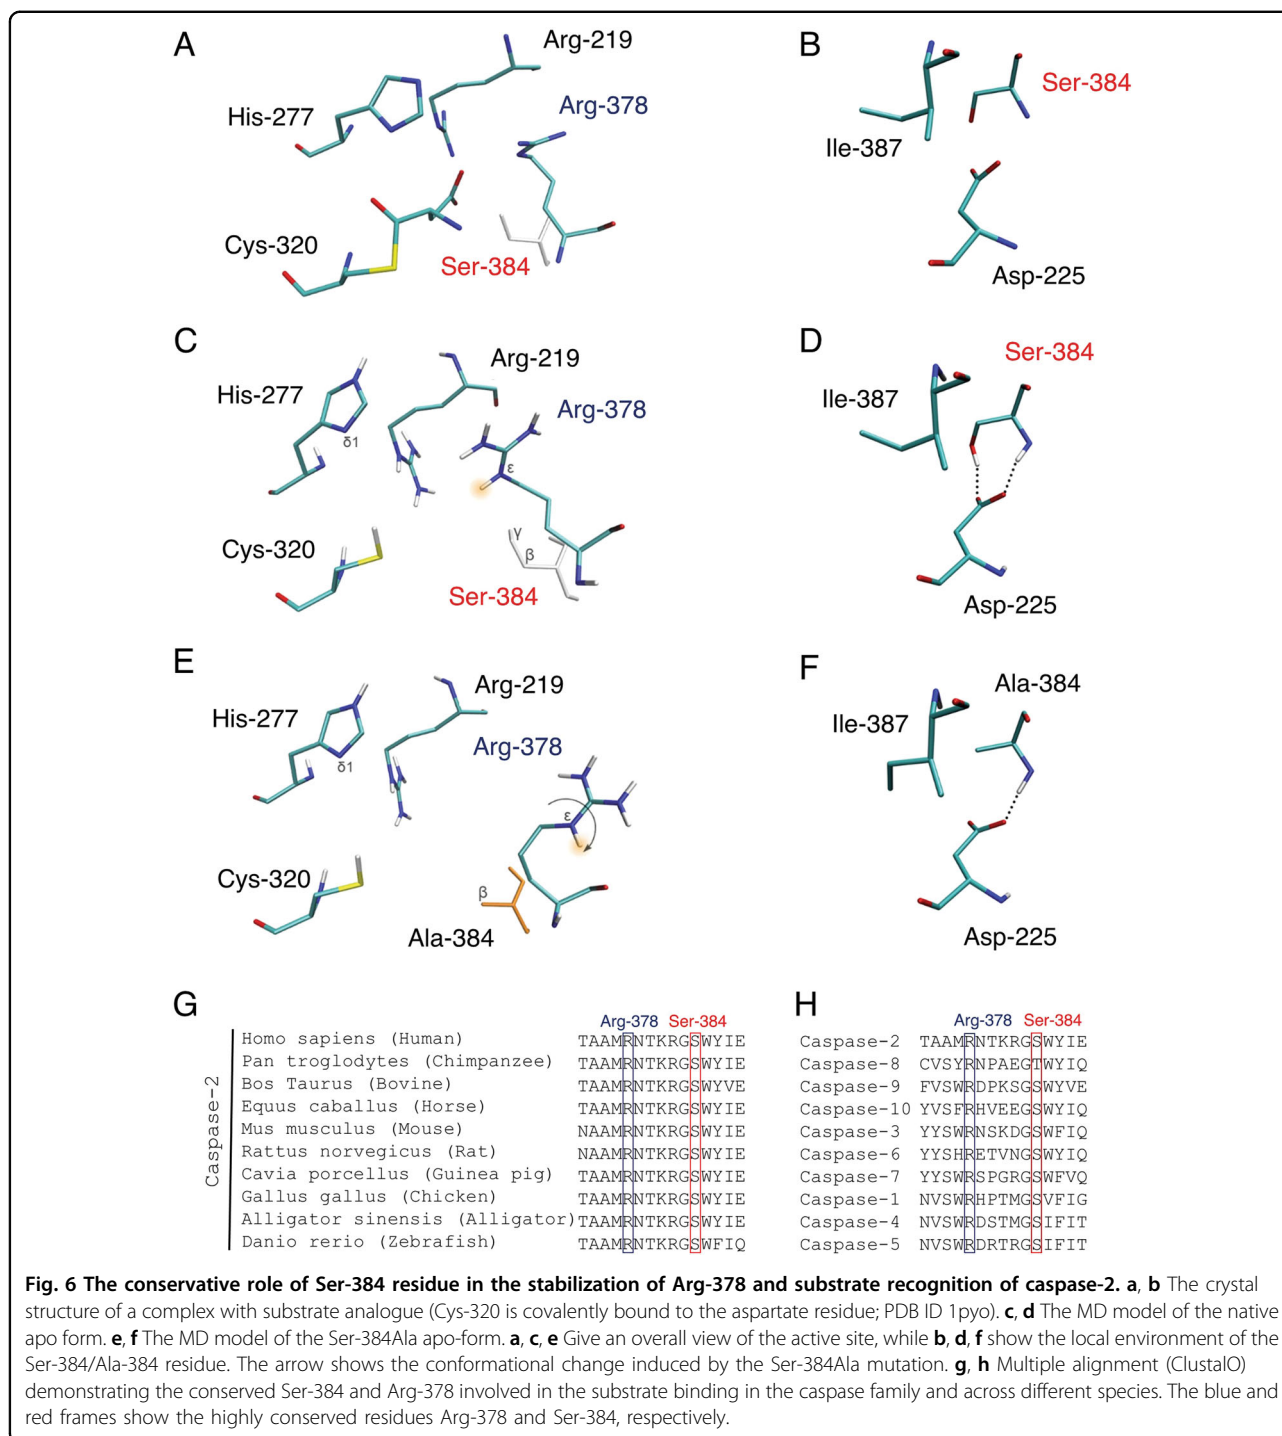 A
Arg-219
Arg-378
His-277
Cys-320
Ser-384
B
Ser-384
Ile-387
Asp-225
C
Arg-219
His-277
Arg-378
δ1
ε
Cys-320
γ
β
Ser-384
D
Ser-384
Ile-387
Asp-225
E
Arg-219
His-277
Arg-378
δ1
ε
Cys-320
β
Ala-384
F
Ala-384
Ile-387
Asp-225
G
Arg-378 Ser-384
Caspase-2
Homo sapiens (Human) TAAMRNTKRGSWYIE
Pan troglodytes (Chimpanzee) TAAMRNTKRGSWYIE
Bos Taurus (Bovine) TAAMRNTKRGSWYVE
Equus caballus (Horse) TAAMRNTKRGSWYIE
Mus musculus (Mouse) NAAMRNTKRGSWYIE
Rattus norvegicus (Rat) NAAMRNTKRGSWYIE
Cavia porcellus (Guinea pig) TAAMRNTKRGSWYIE
Gallus gallus (Chicken) TAAMRNTKRGSWYIE
Alligator sinensis (Alligator) TAAMRNTKRGSWYIE
Danio rerio (Zebrafish) TAAMRNTKRGSWFIQ
H
Arg-378 Ser-384
Caspase-2 TAAMRNTKRGSWYIE
Caspase-8 CVSYRNPAEGTWYIQ
Caspase-9 FVSWRDPKSGSWYVE
Caspase-10 YVSFRHVEEGSWYIQ
Caspase-3 YYSWRNSKDGSWFIQ
Caspase-6 YYSHRETVNGSWYIQ
Caspase-7 YYSWRSPGRGSWFVQ
Caspase-1 NVSWRHPTMGSVFIG
Caspase-4 NVSWRDSTMGSIFIT
Caspase-5 NVSWRDRTRGSIFIT
Fig. 6 The conservative role of Ser-384 residue in the stabilization of Arg-378 and substrate recognition of caspase-2. a, b The crystal
structure of a complex with substrate analogue (Cys-320 is covalently bound to the aspartate residue; PDB ID 1pyo). c, d The MD model of the native
apo form. e, f The MD model of the Ser-384Ala apo-form. a, c, e Give an overall view of the active site, while b, d, f show the local environment of the
Ser-384/Ala-384 residue. The arrow shows the conformational change induced by the Ser-384Ala mutation. g, h Multiple alignment (ClustalO)
demonstrating the conserved Ser-384 and Arg-378 involved in the substrate binding in the caspase family and across different species. The blue and
red frames show the highly conserved residues Arg-378 and Ser-384, respectively.